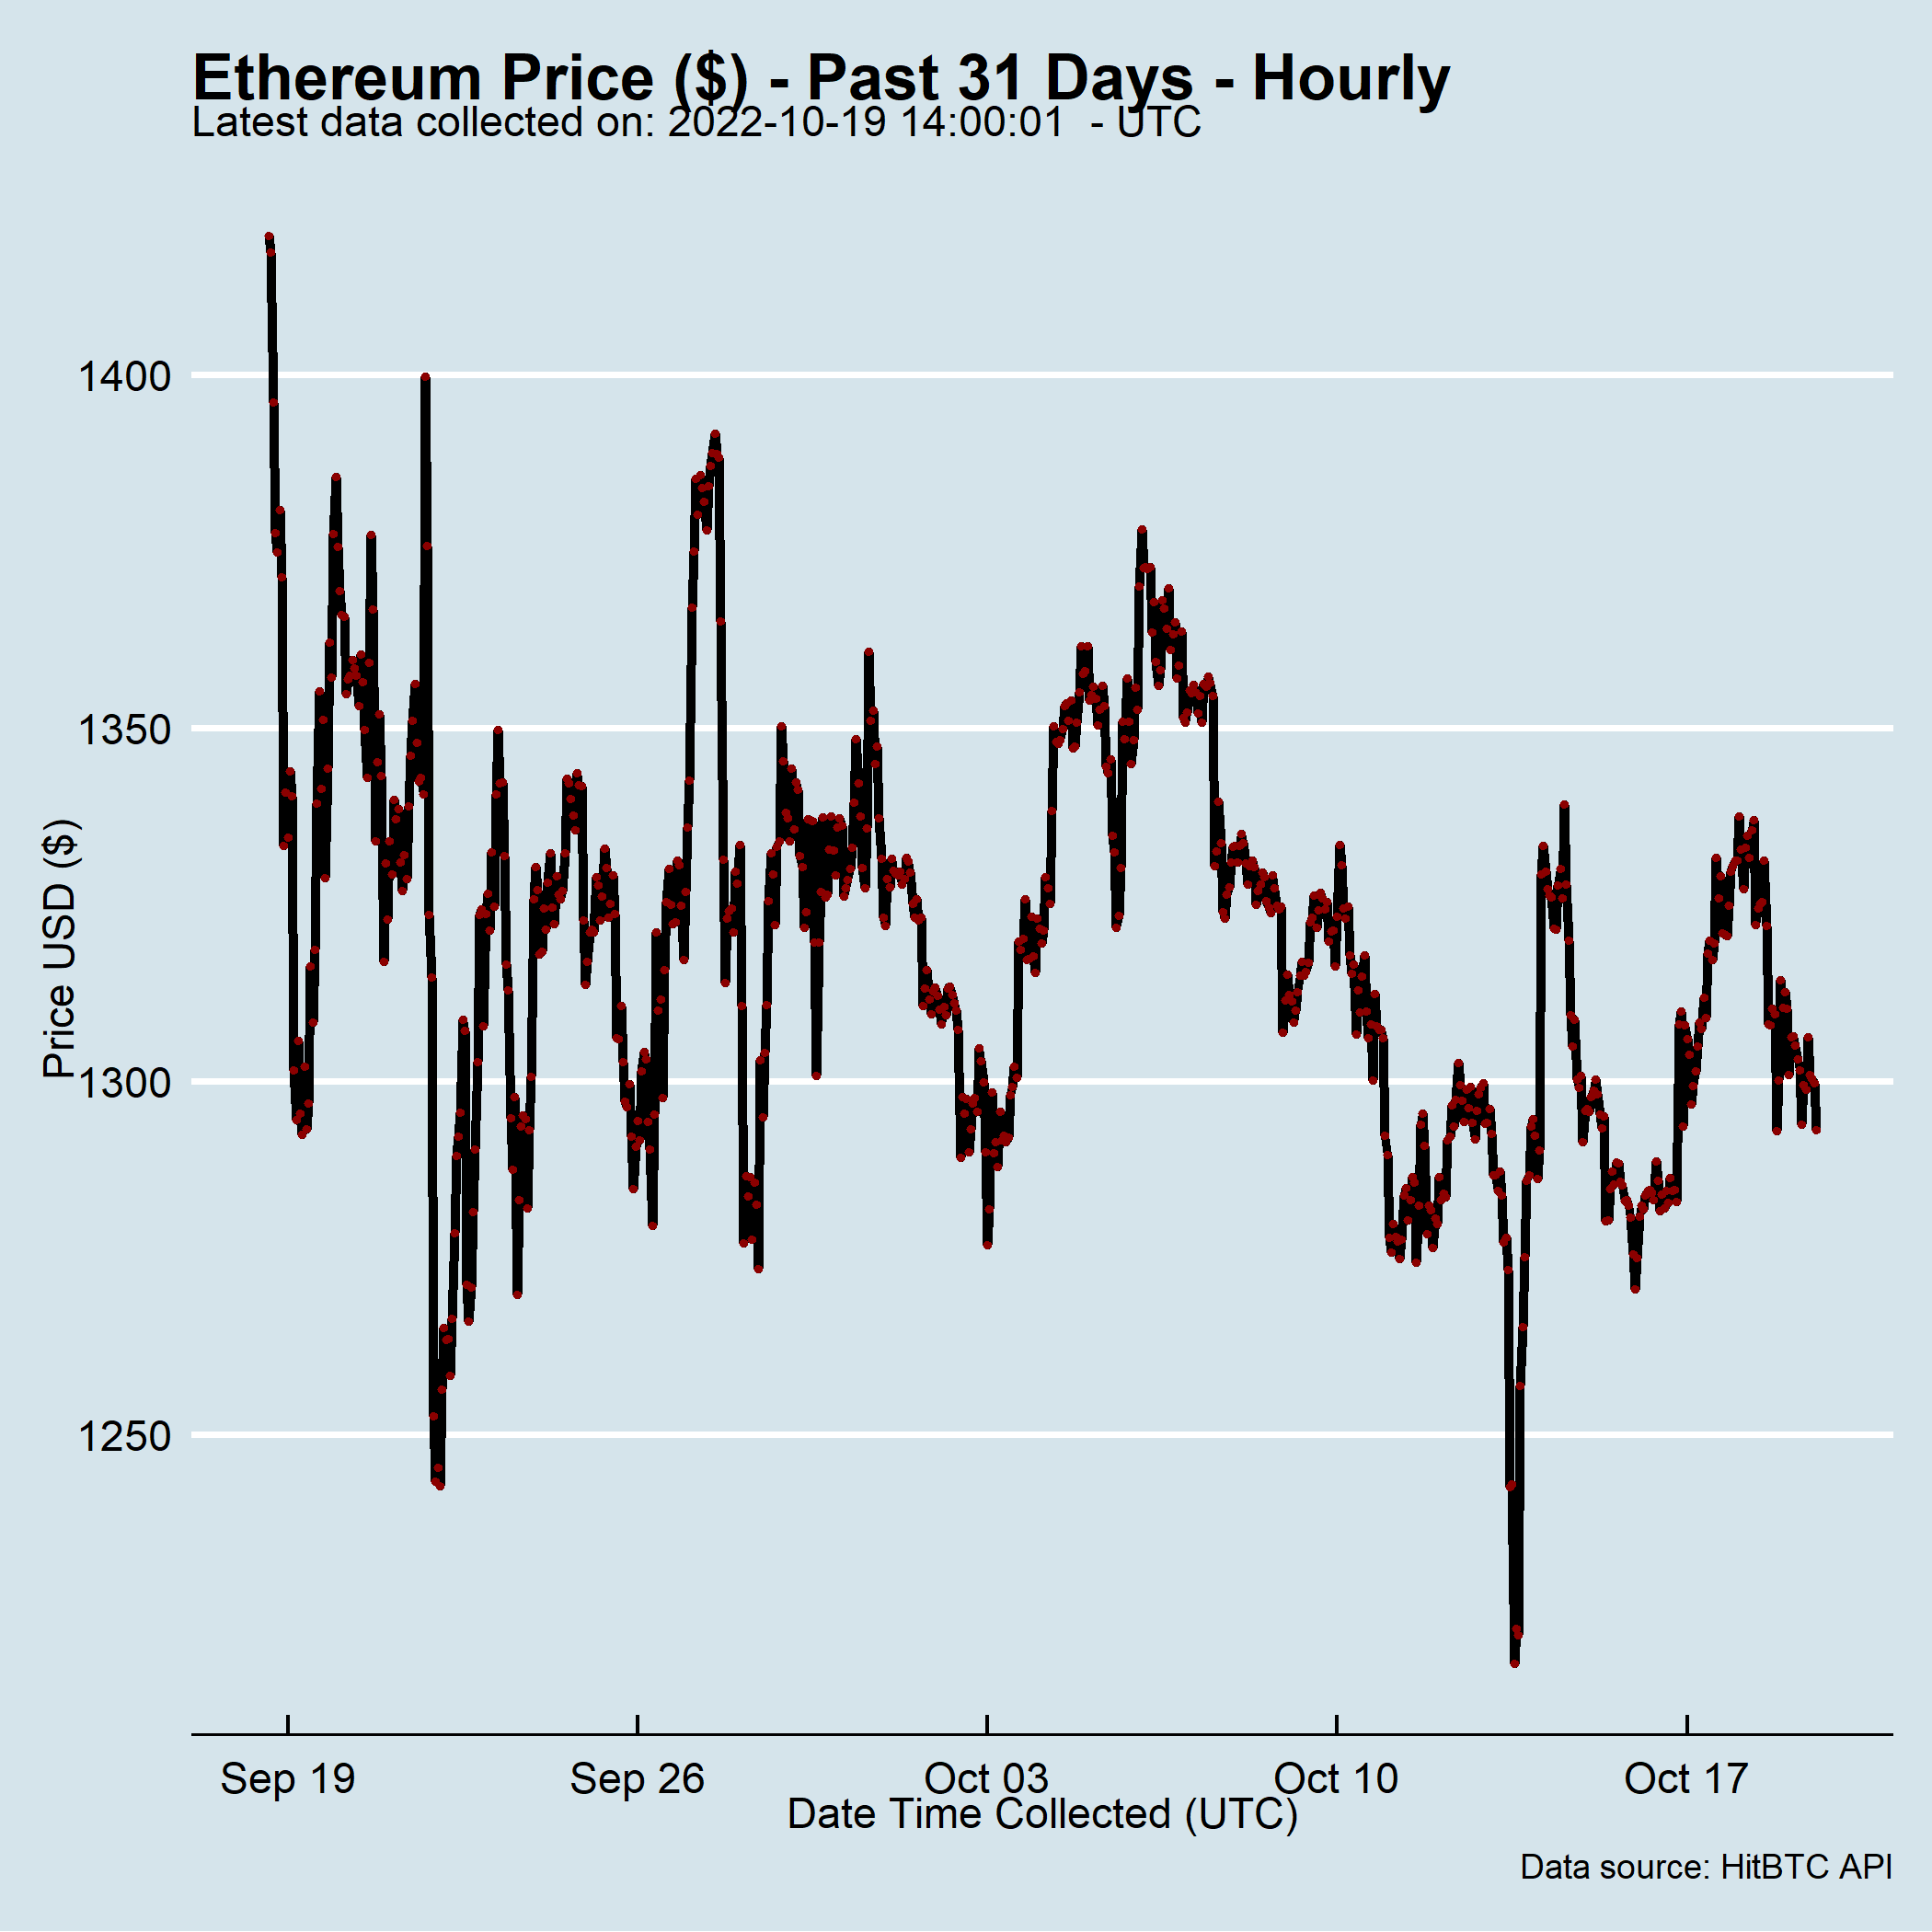 Ethereum Price ($) - Past 31 Days - Hourly
Latest data collected on: 2022-10-19 14:00:01  - UTC
Price USD ($)
1400
1350
1300
1250
Sep 19 Sep 26 Oct 03 Oct 10 Oct 17
Date Time Collected (UTC)
Data source: HitBTC API